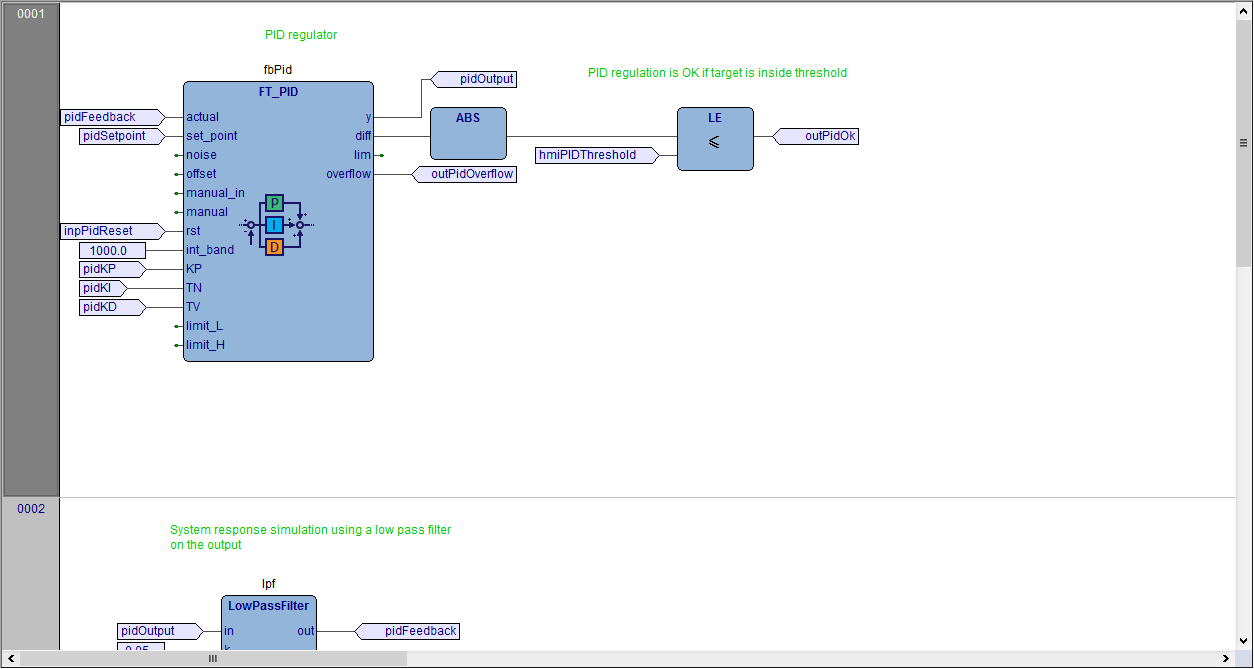 0001
PID regulator
fbPid
PID regulation is OK if target is inside threshold
FT_PID
pidOutput
pidFeedback
actual
y
ABS
LE
pidSetpoint
set_point
diff
≤
outPidOk
noise
lim
hmiPIDThreshold
offset
overflow
outPidOverflow
manual_in
manual
P
inpPidReset
rst
I
1000.0
int_band
D
pidKP
KP
pidKI
TN
pidKD
TV
limit_L
limit_H
0002
System response simulation using a low pass filter
on the output
lpf
LowPassFilter
pidOutput
in
out
pidFeedback
0.05
k